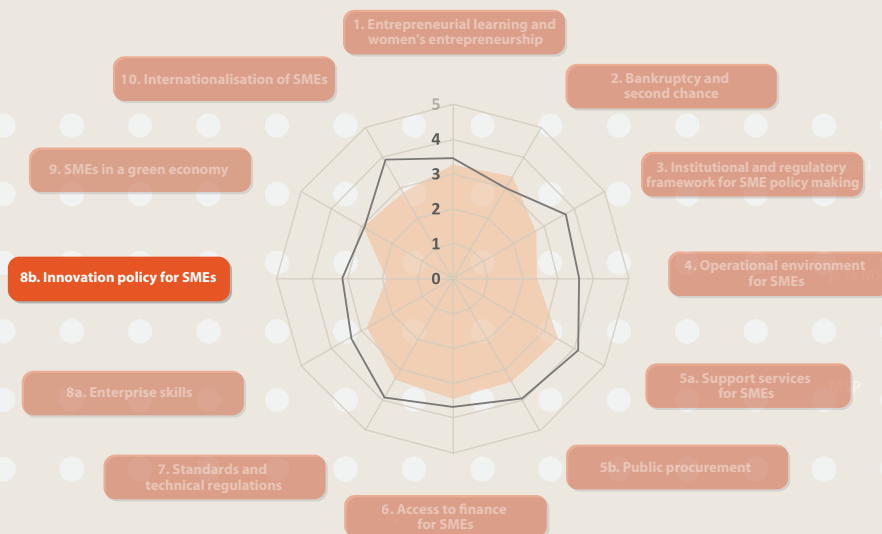 1. Entrepreneurial learning and
women's entrepreneurship
10. Internationalisation of SMEs
2. Bankruptcy and
second chance
5
4
3
2
1
0
9. SMEs in a green economy
3. Institutional and regulatory
framework for SME policy making
8b. Innovation policy for SMEs
4. Operational environment
for SMEs
8a. Enterprise skills
5a. Support services
for SMEs
7. Standards and
technical regulations
5b. Public procurement
6. Access to finance
for SMEs